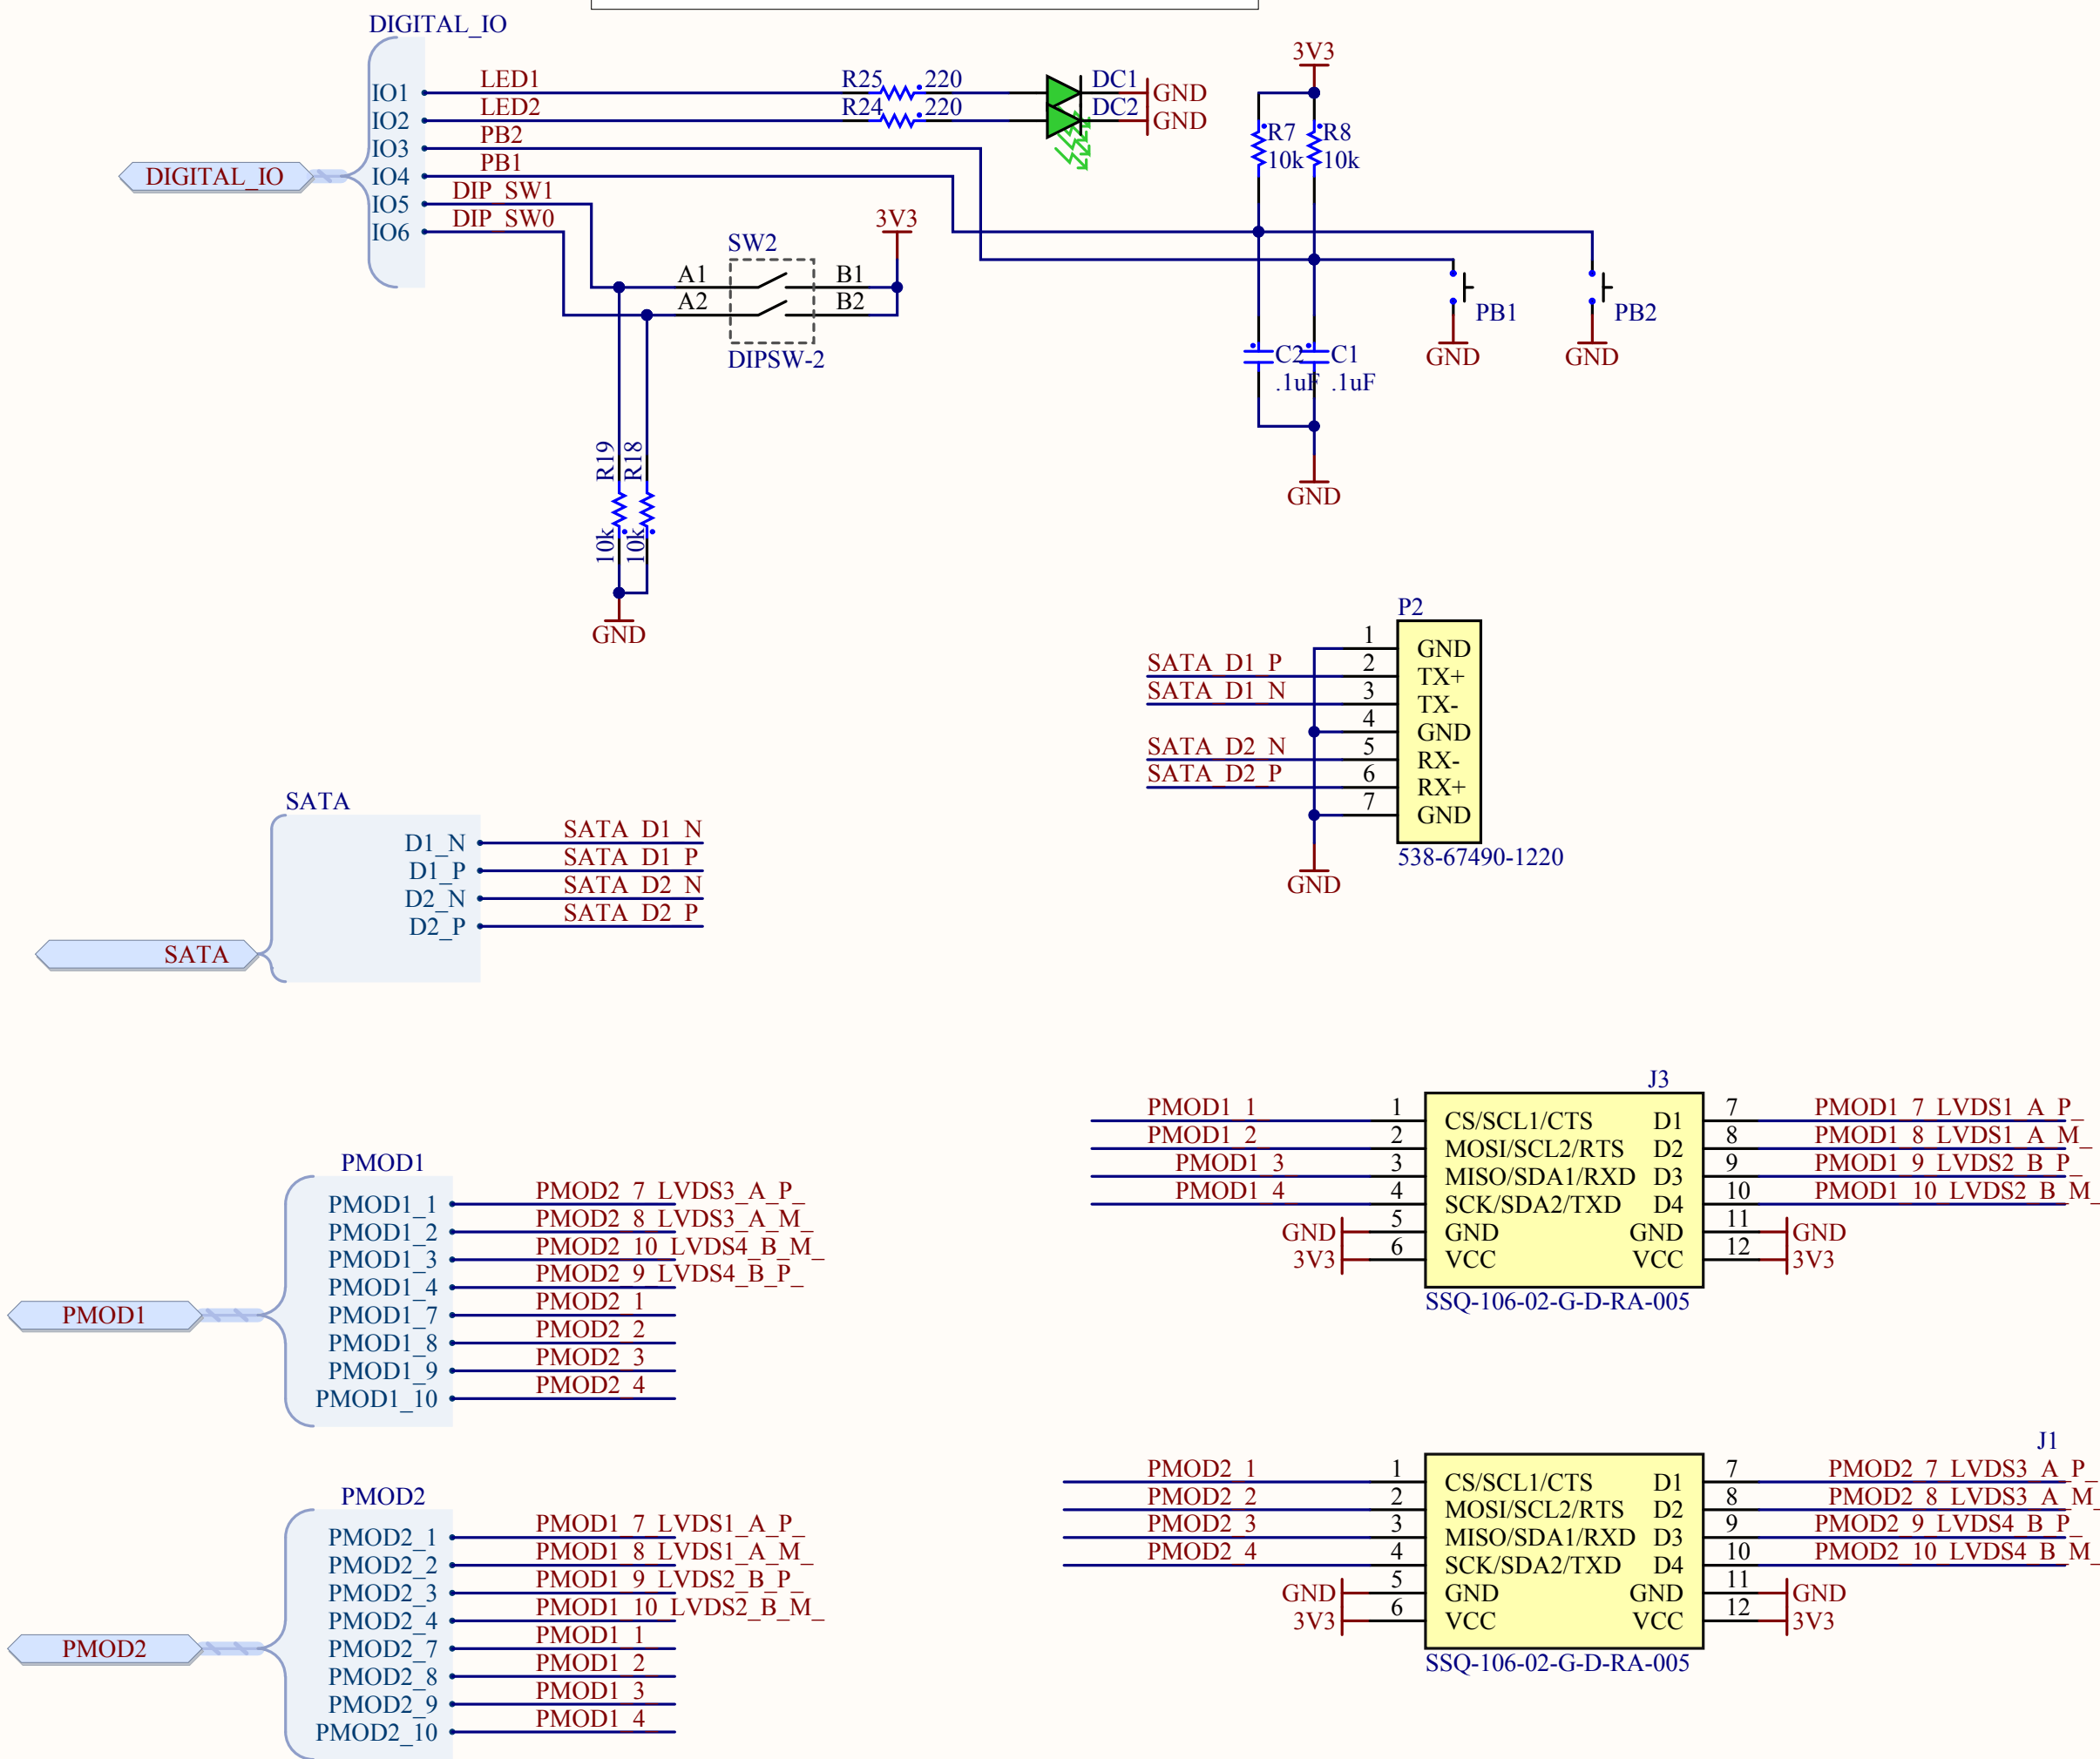 DIGITAL_IO
DIGITAL_IO
IO1 LED1 R25 220 DC1 GND
IO2 LED2 R24 220 DC2 GND
IO3 PB2
IO4 PB1
IO5 DIP_SW1
IO6 DIP_SW0
3V3
SW2
A1 B1
A2 B2
DIPSW-2
R19 R18
10k 10k
GND
3V3
R7 R8
10k 10k
PB1 PB2
GND GND
C2 C1
.1uF .1uF
GND
P2
1 GND
SATA_D1_P 2 TX+
SATA_D1_N 3 TX-
4 GND
SATA_D2_N 5 RX-
SATA_D2_P 6 RX+
7 GND
538-67490-1220
GND
SATA
D1_N SATA_D1_N
D1_P SATA_D1_P
D2_N SATA_D2_N
D2_P SATA_D2_P
SATA
J3
PMOD1_1 1 CS/SCL1/CTS D1 7 PMOD1_7_LVDS1_A_P_
PMOD1_2 2 MOSI/SCL2/RTS D2 8 PMOD1_8_LVDS1_A_M_
PMOD1_3 3 MISO/SDA1/RXD D3 9 PMOD1_9_LVDS2_B_P_
PMOD1_4 4 SCK/SDA2/TXD D4 10 PMOD1_10_LVDS2_B_M_
GND 5 GND GND 11 GND
3V3 6 VCC VCC 12 3V3
SSQ-106-02-G-D-RA-005
PMOD1
PMOD1_1 PMOD2_7_LVDS3_A_P_
PMOD1_2 PMOD2_8_LVDS3_A_M_
PMOD1_3 PMOD2_10_LVDS4_B_M_
PMOD1_4 PMOD2_9_LVDS4_B_P_
PMOD1_7 PMOD2_1
PMOD1_8 PMOD2_2
PMOD1_9 PMOD2_3
PMOD1_10 PMOD2_4
PMOD1
J1
PMOD2_1 1 CS/SCL1/CTS D1 7 PMOD2_7_LVDS3_A_P_
PMOD2_2 2 MOSI/SCL2/RTS D2 8 PMOD2_8_LVDS3_A_M_
PMOD2_3 3 MISO/SDA1/RXD D3 9 PMOD2_9_LVDS4_B_P_
PMOD2_4 4 SCK/SDA2/TXD D4 10 PMOD2_10_LVDS4_B_M_
GND 5 GND GND 11 GND
3V3 6 VCC VCC 12 3V3
SSQ-106-02-G-D-RA-005
PMOD2
PMOD2_1 PMOD1_7_LVDS1_A_P_
PMOD2_2 PMOD1_8_LVDS1_A_M_
PMOD2_3 PMOD1_9_LVDS2_B_P_
PMOD2_4 PMOD1_10_LVDS2_B_M_
PMOD2_7 PMOD1_1
PMOD2_8 PMOD1_2
PMOD2_9 PMOD1_3
PMOD2_10 PMOD1_4
PMOD2